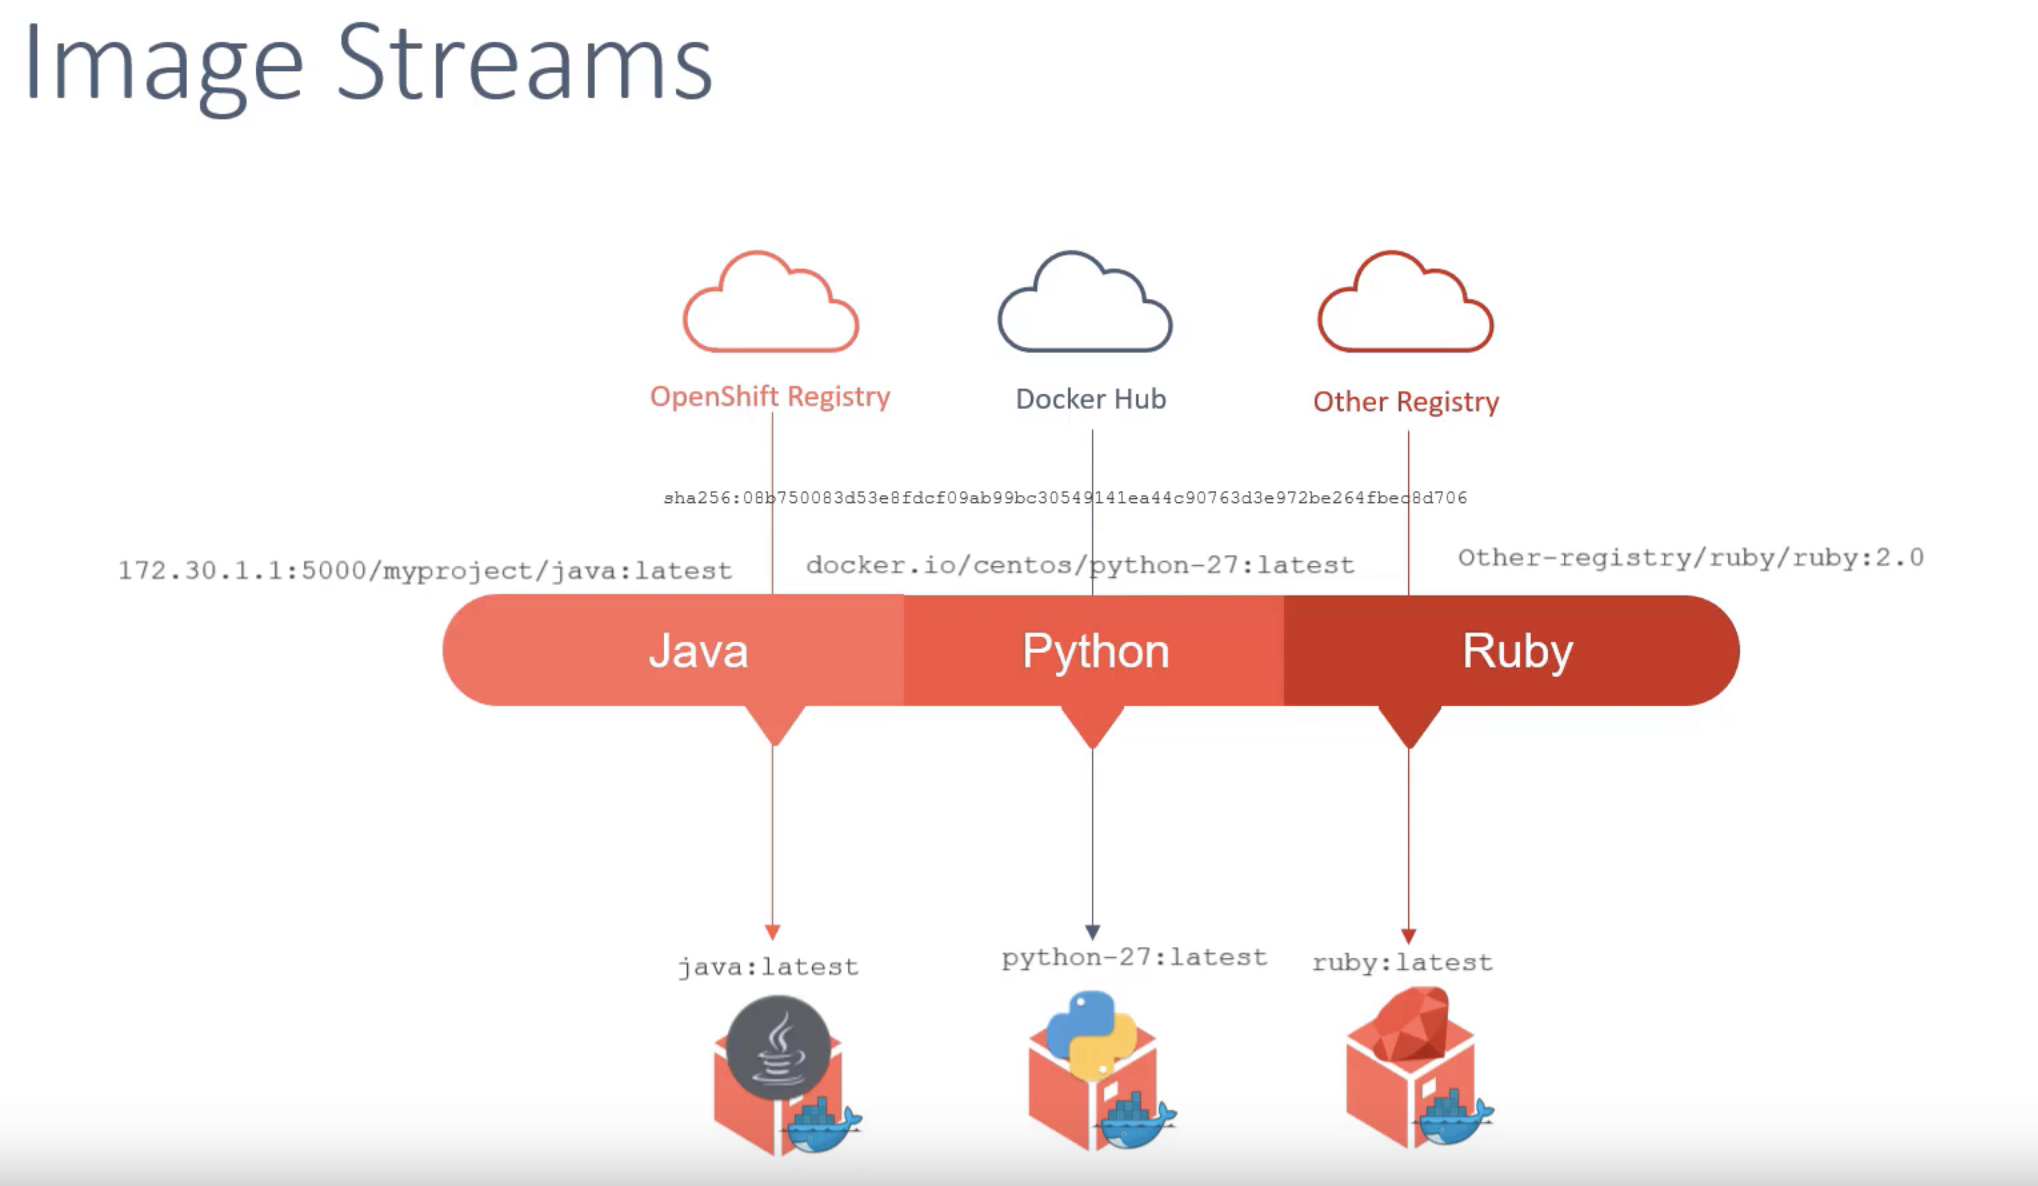 Image Streams
OpenShift Registry
Docker Hub
Other Registry
sha256:08b750083d53e8fdcf09ab99bc30549141ea44c90763d3e972be264fbec8d706
172.30.1.1:5000/myproject/java:latest
docker.io/centos/python-27:latest
Other-registry/ruby/ruby:2.0
Java
Python
Ruby
java:latest
python-27:latest
ruby:latest